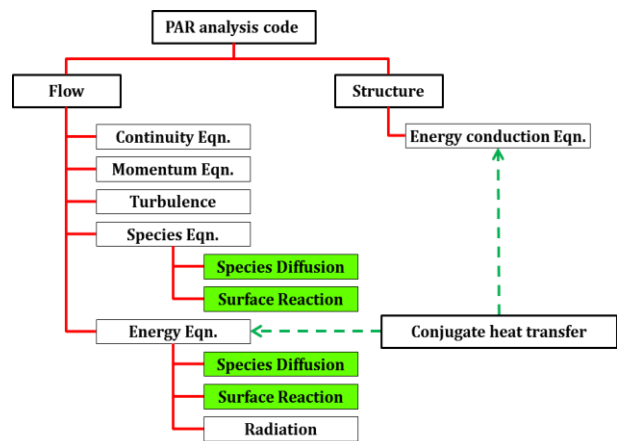 PAR analysis code
Flow
Structure
Continuity Eqn.
Energy conduction Eqn.
Momentum Eqn.
Turbulence
Species Eqn.
Species Diffusion
Surface Reaction
Energy Eqn.
Conjugate heat transfer
Species Diffusion
Surface Reaction
Radiation